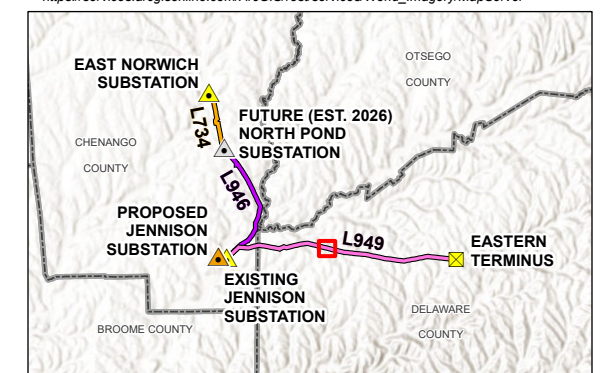 EAST NORWICH
SUBSTATION
OTSEGO
COUNTY
L734
FUTURE (EST. 2026)
NORTH POND
SUBSTATION
CHENANGO
COUNTY
L946
PROPOSED
JENNISON
SUBSTATION
L949
EASTERN
TERMINUS
EXISTING
JENNISON
SUBSTATION
DELAWARE
COUNTY
BROOME COUNTY